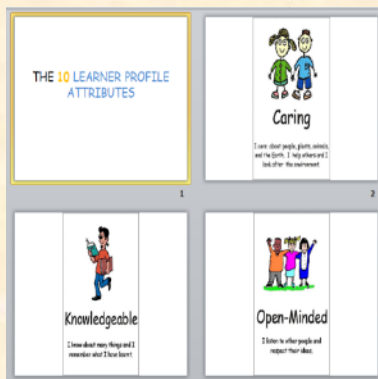 THE 10 LEARNER PROFILE
ATTRIBUTES
1
Caring
I care about people, plants, animals,
and the Earth. I help others and I
look after the environment.
2
Knowledgeable
I know about many things and I
remember what I have learnt.
Open-Minded
I listen to other people and
respect their ideas.